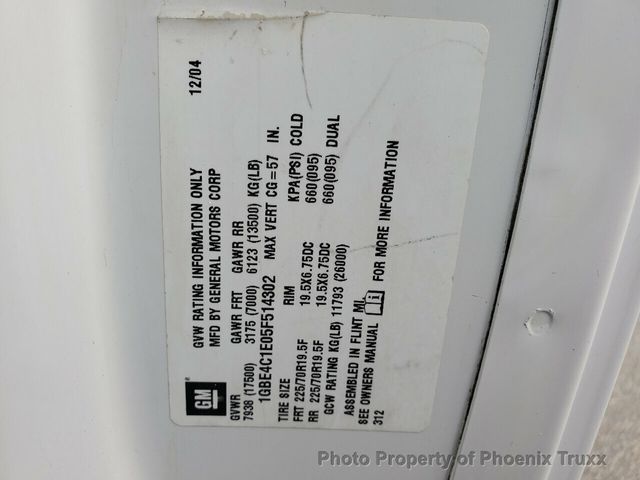 GM
GVW RATING INFORMATION ONLY
MFD BY GENERAL MOTORS CORP 12/04
GVWR GAWR FRT GAWR RR
7938 (17500) 3175 (7000) 6123 (13500) KG(LB)
1GBE4C1E05F514302 MAX VERT CG=57 IN.
TIRE SIZE RIM KPA(PSI) COLD
FRT 225/70R19.5F 19.5X6.75DC 660(095)
RR 225/70R19.5F 19.5X6.75DC 660(095) DUAL
GCW RATING KG(LB) 11793 (26000)
ASSEMBLED IN FLINT MI,
SEE OWNERS MANUAL i FOR MORE INFORMATION
312
Photo Property of Phoenix Truxx